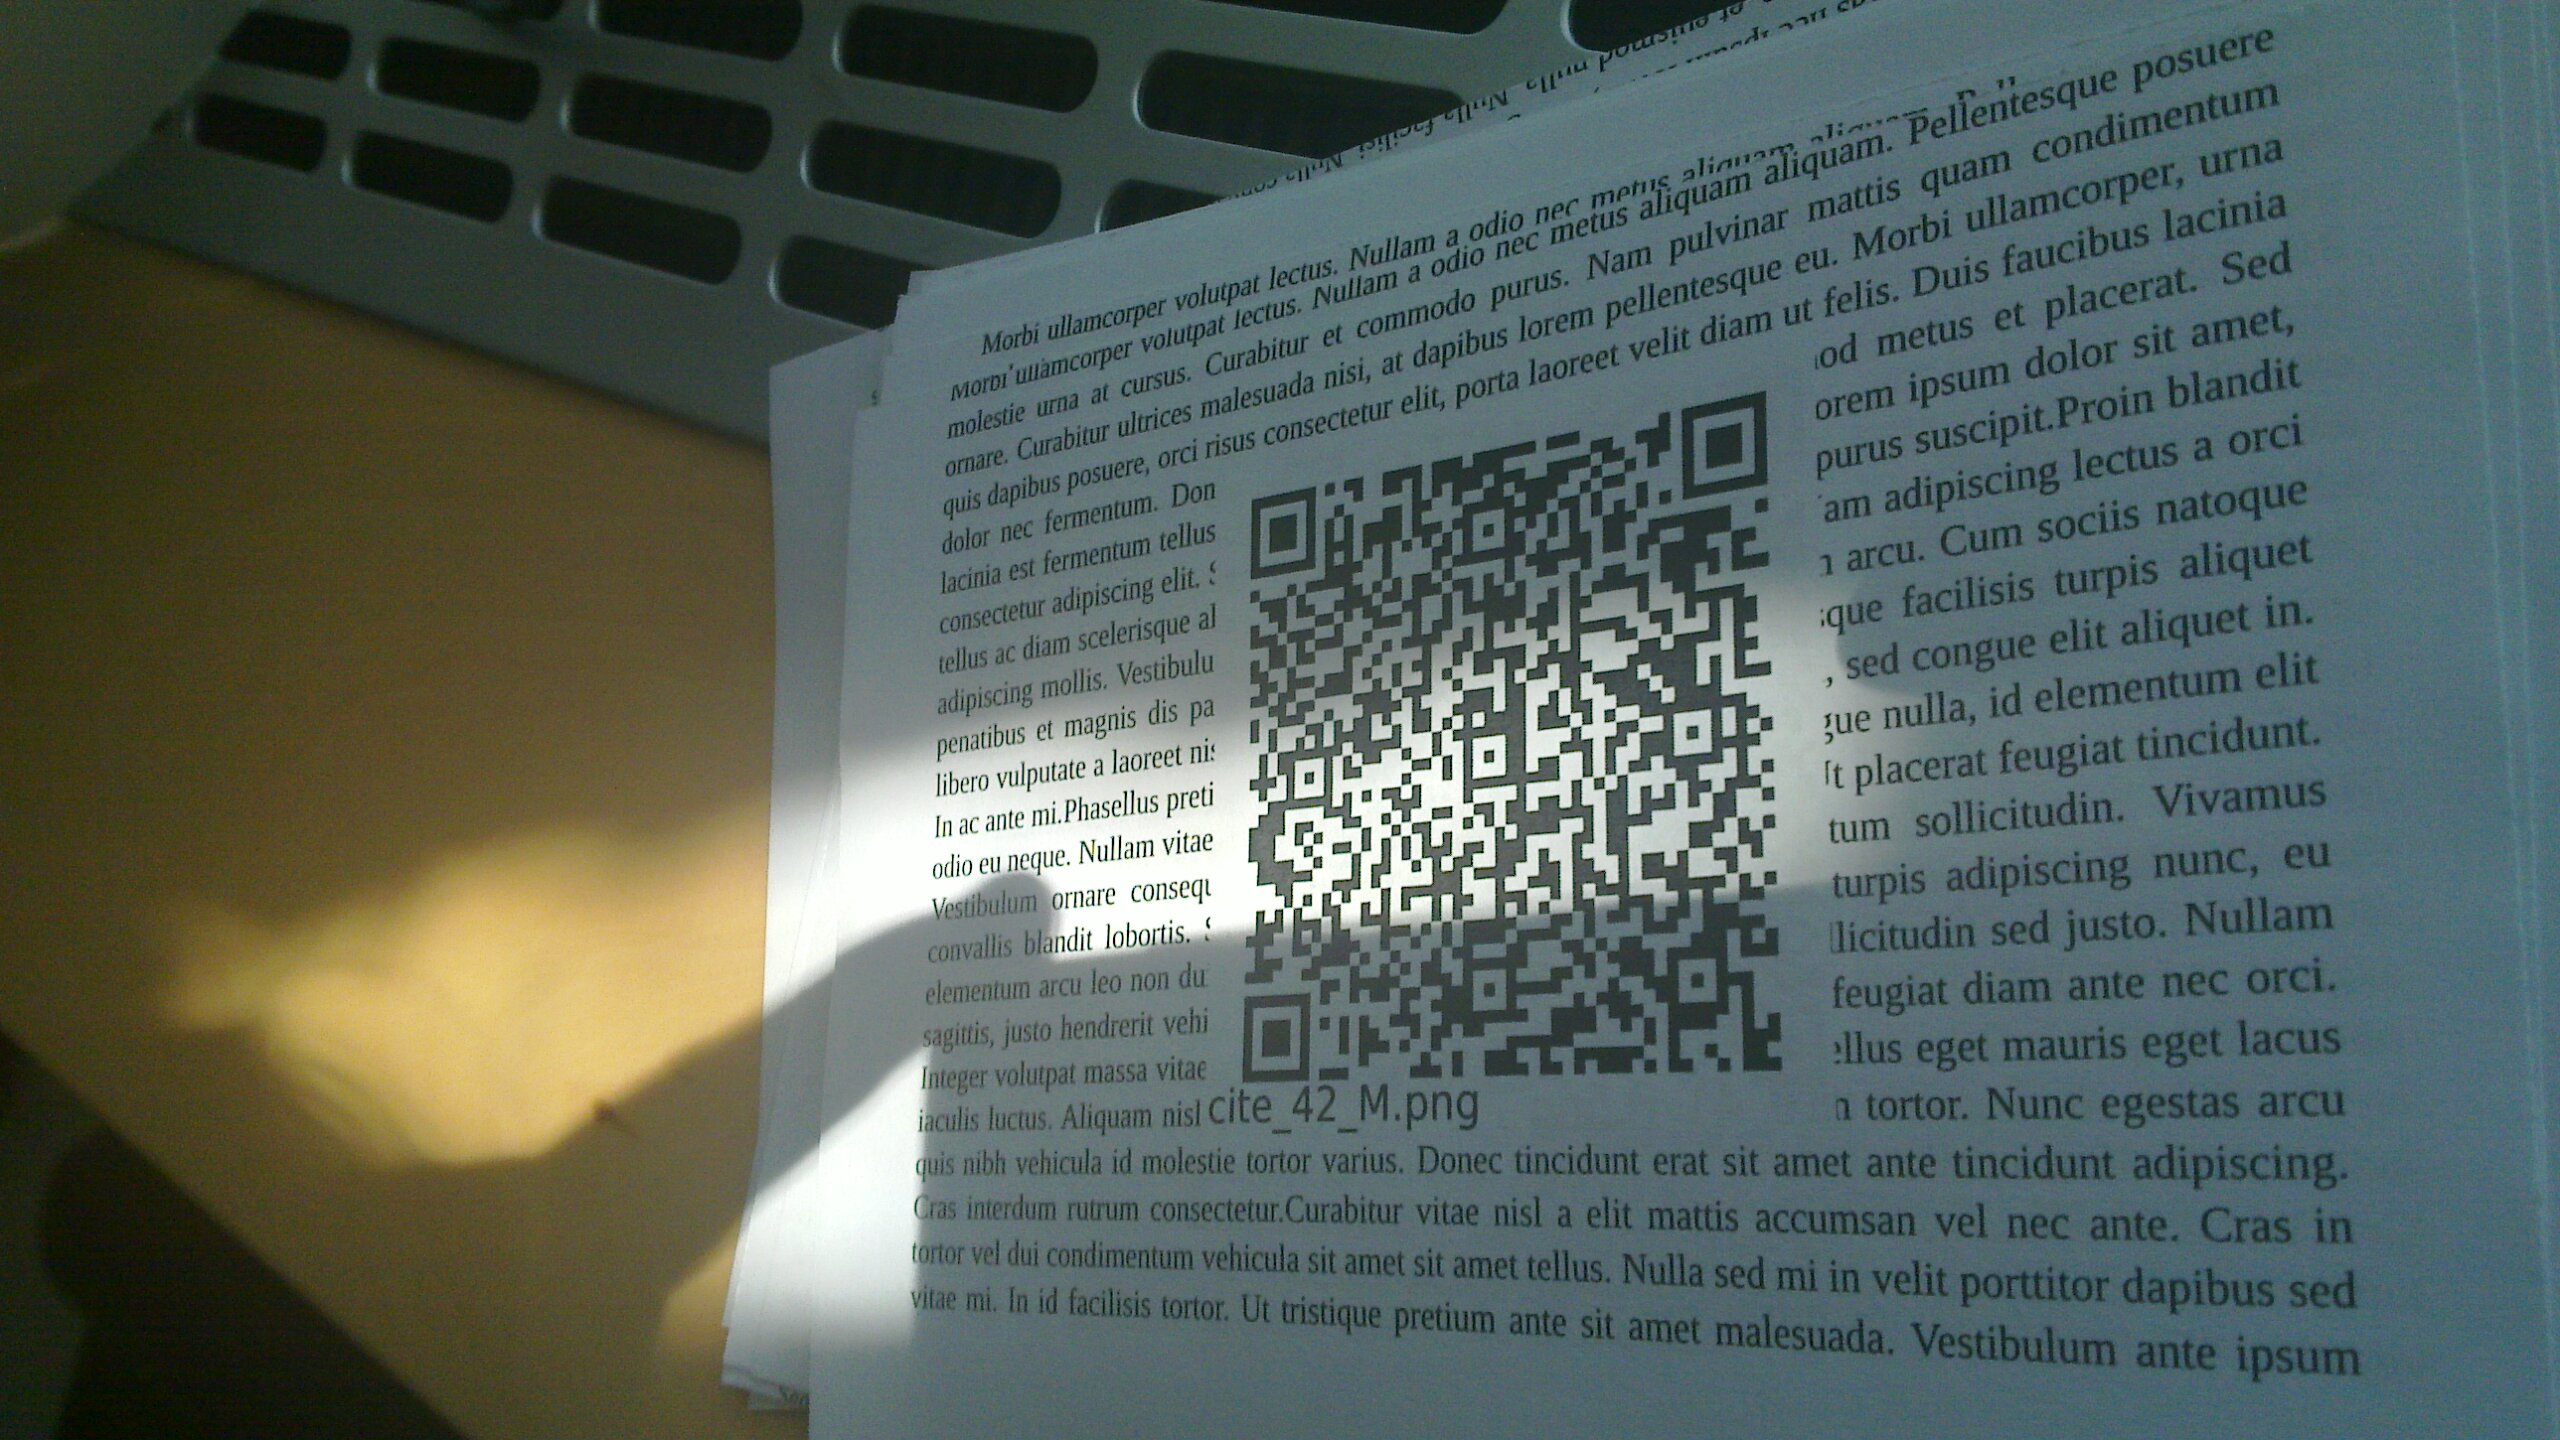 Morbi ullamcorper volutpat lectus. Nullam a odio nec metus aliquam
Morbi ullamcorper volutpat lectus. Nullam a odio nec metus aliquam aliquam. Pellentesque posuere
molestie urna at cursus. Curabitur et commodo purus. Nam pulvinar mattis quam condimentum
ornare. Curabitur ultrices malesuada nisi, at dapibus lorem pellentesque eu. Morbi ullamcorper, urna
quis dapibus posuere, orci risus consectetur elit, porta laoreet velit diam ut felis. Duis faucibus lacinia
dolor nec fermentum. Don od metus et placerat. Sed
lacinia est fermentum tellus orem ipsum dolor sit amet,
consectetur adipiscing elit. purus suscipit.Proin blandit
tellus ac diam scelerisque al am adipiscing lectus a orci
adipiscing mollis. Vestibulu arcu. Cum sociis natoque
penatibus et magnis dis pa ique facilisis turpis aliquet
libero vulputate a laoreet ni , sed congue elit aliquet in.
In ac ante mi.Phasellus preti gue nulla, id elementum elit
odio eu neque. Nullam vitae t placerat feugiat tincidunt.
Vestibulum ornare consequ tum sollicitudin. Vivamus
convallis blandit lobortis. turpis adipiscing nunc, eu
elementum arcu leo non du licitudin sed justo. Nullam
sagittis, justo hendrerit vehi feugiat diam ante nec orci.
Integer volutpat massa vitae ellus eget mauris eget lacus
iaculis luctus. Aliquam nisl cite_42_M.png n tortor. Nunc egestas arcu
quis nibh vehicula id molestie tortor varius. Donec tincidunt erat sit amet ante tincidunt adipiscing.
Cras interdum rutrum consectetur.Curabitur vitae nisl a elit mattis accumsan vel nec ante. Cras in
tortor vel dui condimentum vehicula sit amet sit amet tellus. Nulla sed mi in velit porttitor dapibus sed
vitae mi. In id facilisis tortor. Ut tristique pretium ante sit amet malesuada. Vestibulum ante ipsum